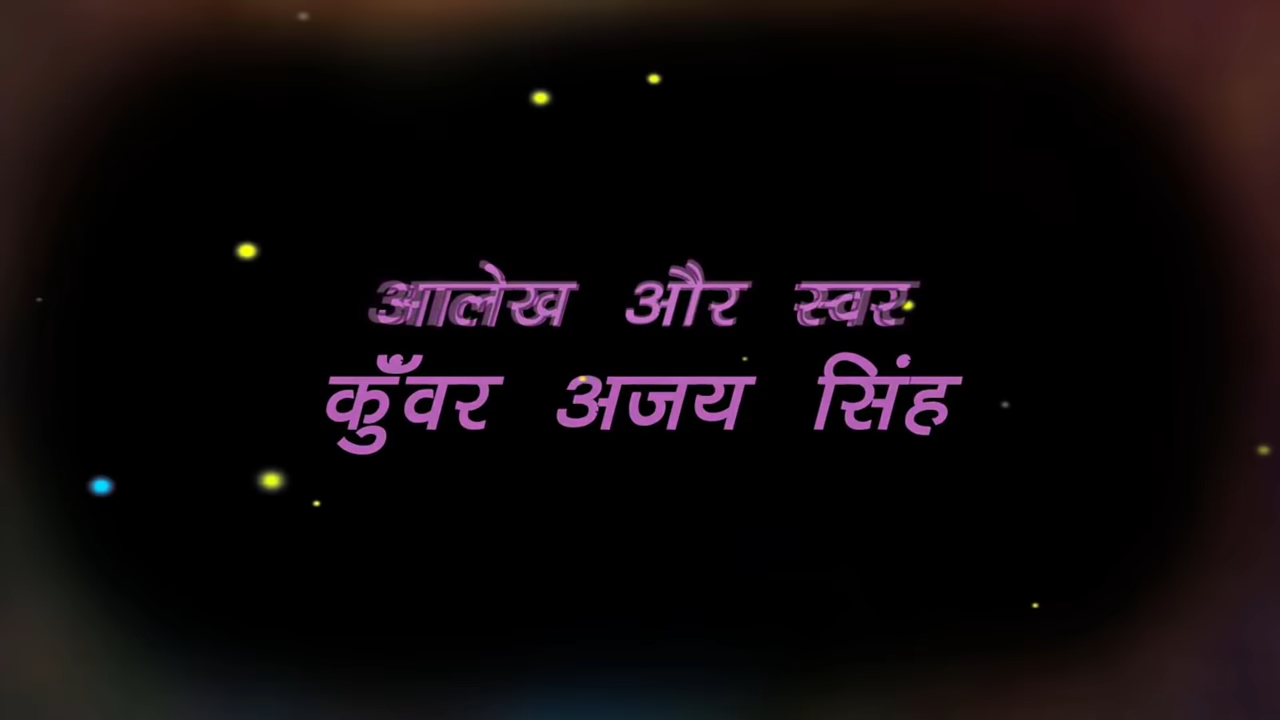 आलेख और स्वर
कुँवर अजय सिंह